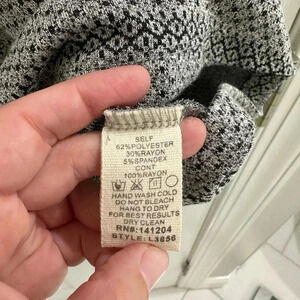 SELF
62%POLYESTER
30%RAYON
5%SPANDEX
CONT
100%RAYON
HAND WASH COLD
DO NOT BLEACH
HANG TO DRY
FOR BEST RESULTS
DRY CLEAN
RN#:141204
STYLE: L3856